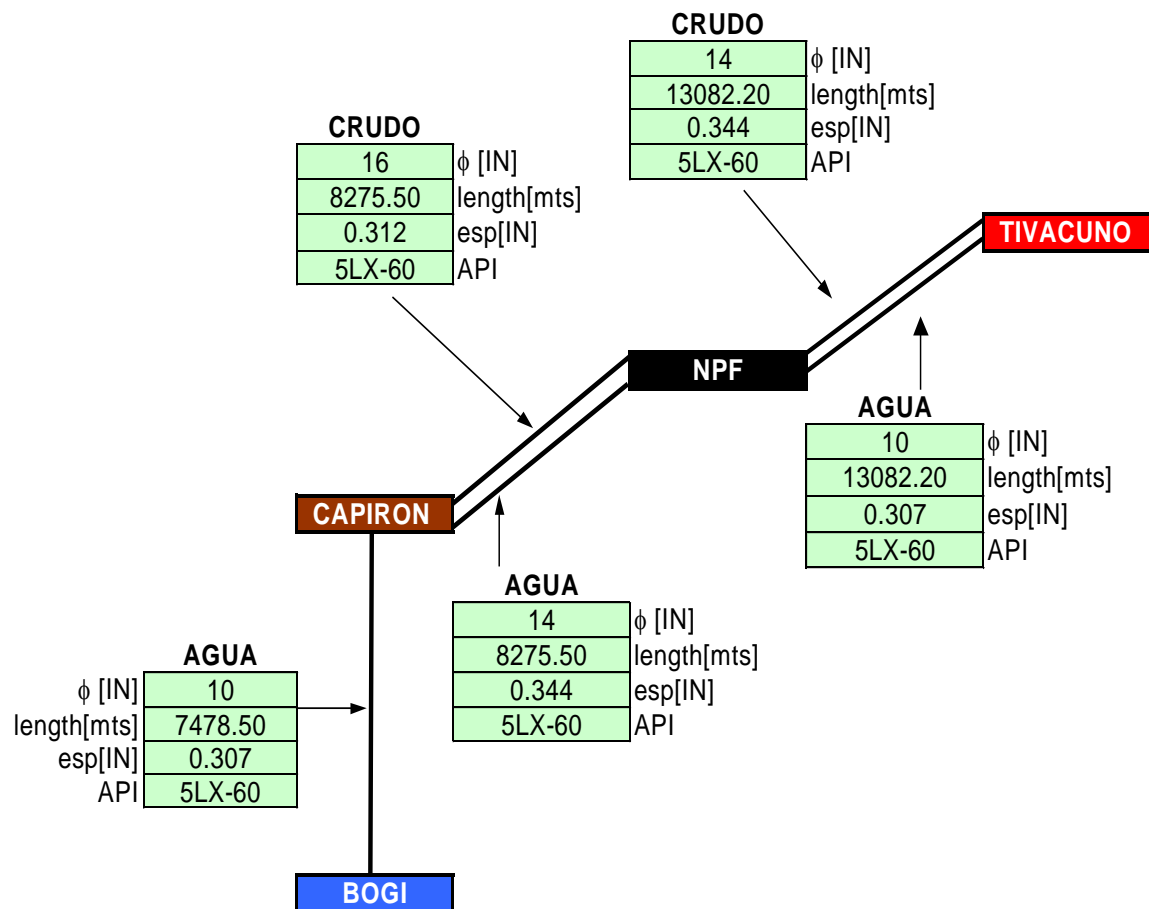 CRUDO
14 ϕ [IN]
13082.20 length[mts]
0.344 esp[IN]
5LX-60 API
CRUDO
16 ϕ [IN]
8275.50 length[mts]
0.312 esp[IN]
5LX-60 API
TIVACUNO
NPF
AGUA
10 ϕ [IN]
13082.20 length[mts]
0.307 esp[IN]
5LX-60 API
CAPIRON
AGUA
14 ϕ [IN]
8275.50 length[mts]
0.344 esp[IN]
5LX-60 API
AGUA
ϕ [IN] 10
length[mts] 7478.50
esp[IN] 0.307
API 5LX-60
BOGI